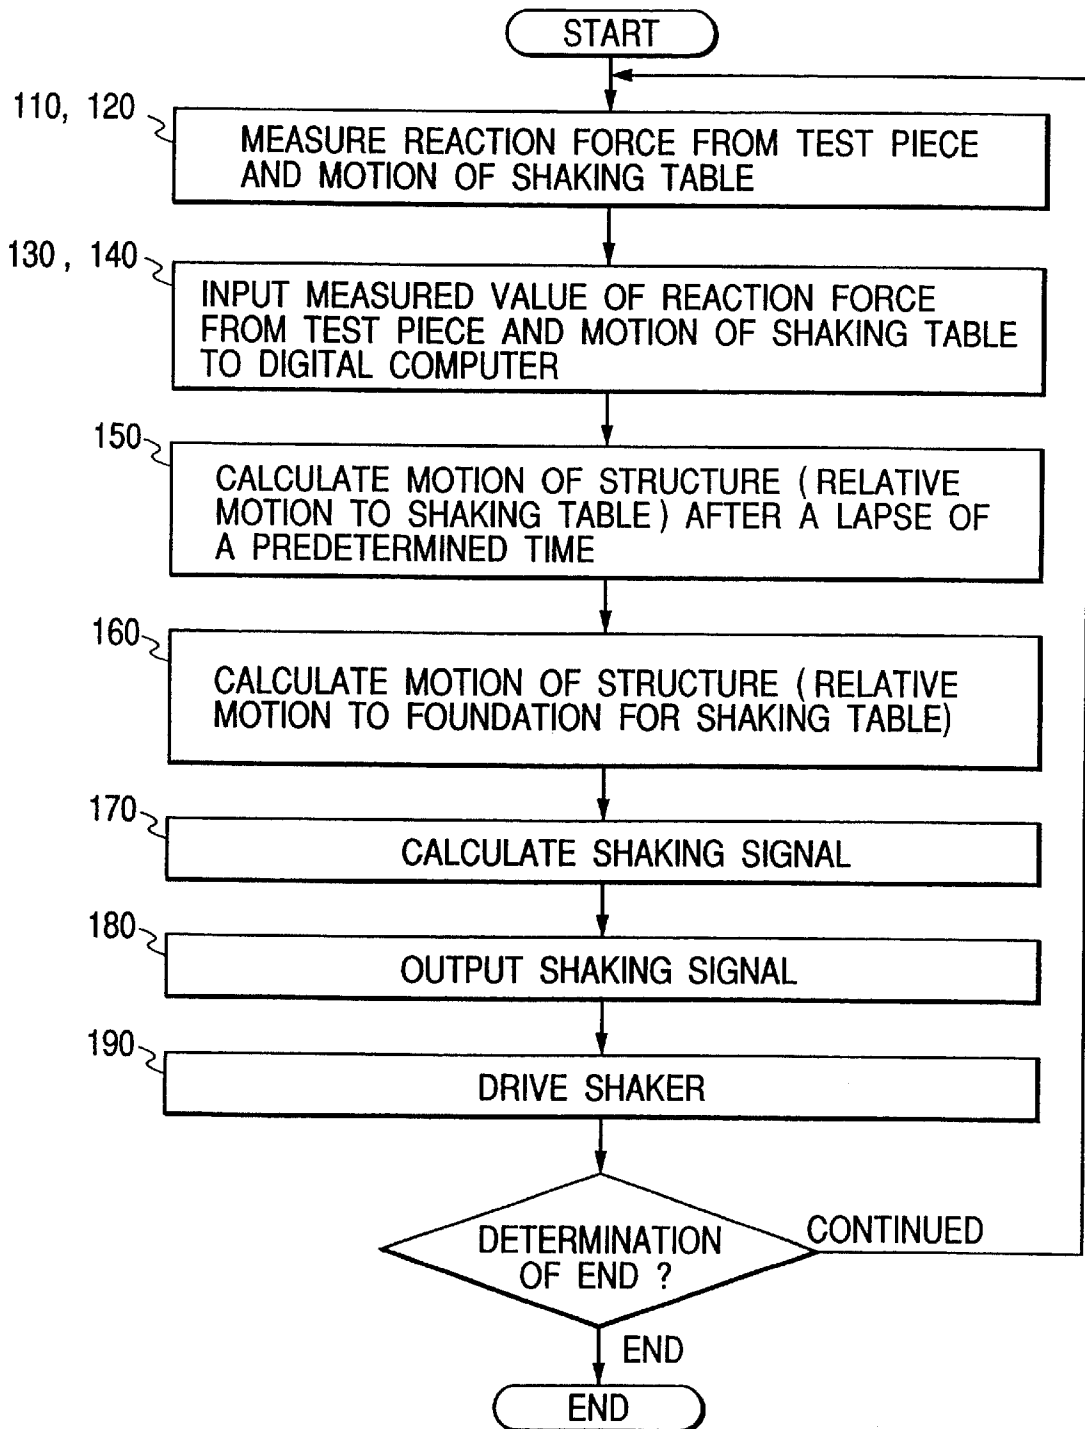 START
110, 120
MEASURE REACTION FORCE FROM TEST PIECE
AND MOTION OF SHAKING TABLE
130, 140
INPUT MEASURED VALUE OF REACTION FORCE
FROM TEST PIECE AND MOTION OF SHAKING TABLE
TO DIGITAL COMPUTER
150
CALCULATE MOTION OF STRUCTURE (RELATIVE
MOTION TO SHAKING TABLE) AFTER A LAPSE OF
A PREDETERMINED TIME
160
CALCULATE MOTION OF STRUCTURE (RELATIVE
MOTION TO FOUNDATION FOR SHAKING TABLE)
170
CALCULATE SHAKING SIGNAL
180
OUTPUT SHAKING SIGNAL
190
DRIVE SHAKER
DETERMINATION
OF END ?
CONTINUED
END
END